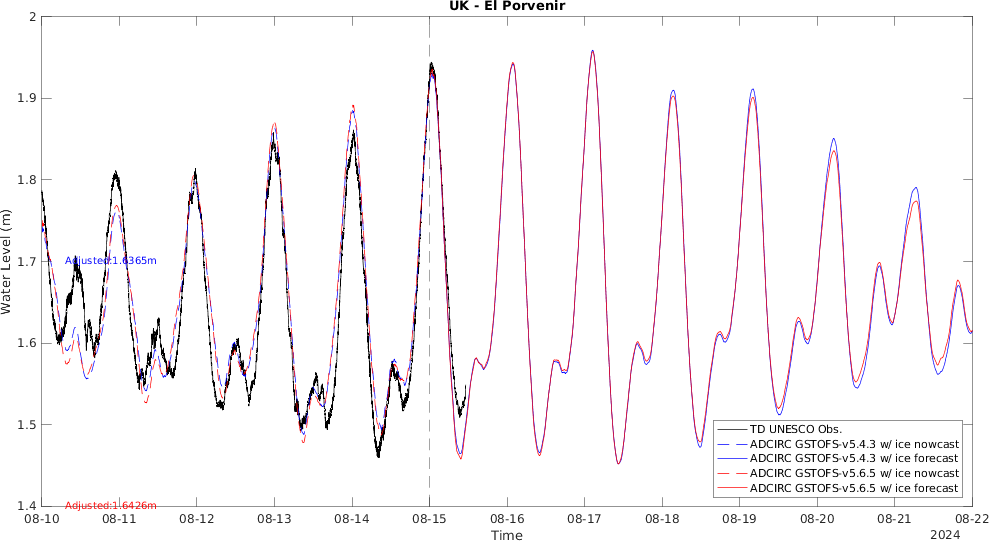 UK - El Porvenir
2
1.9
1.8
1.7
1.6
1.5
1.4
Water Level (m)
Adjusted:1.6365m
Adjusted:1.6426m
TD UNESCO Obs.
ADCIRC GSTOFS-v5.4.3 w/ ice nowcast
ADCIRC GSTOFS-v5.4.3 w/ ice forecast
ADCIRC GSTOFS-v5.6.5 w/ ice nowcast
ADCIRC GSTOFS-v5.6.5 w/ ice forecast
08-10 08-11 08-12 08-13 08-14 08-15 08-16 08-17 08-18 08-19 08-20 08-21 08-22
Time
2024